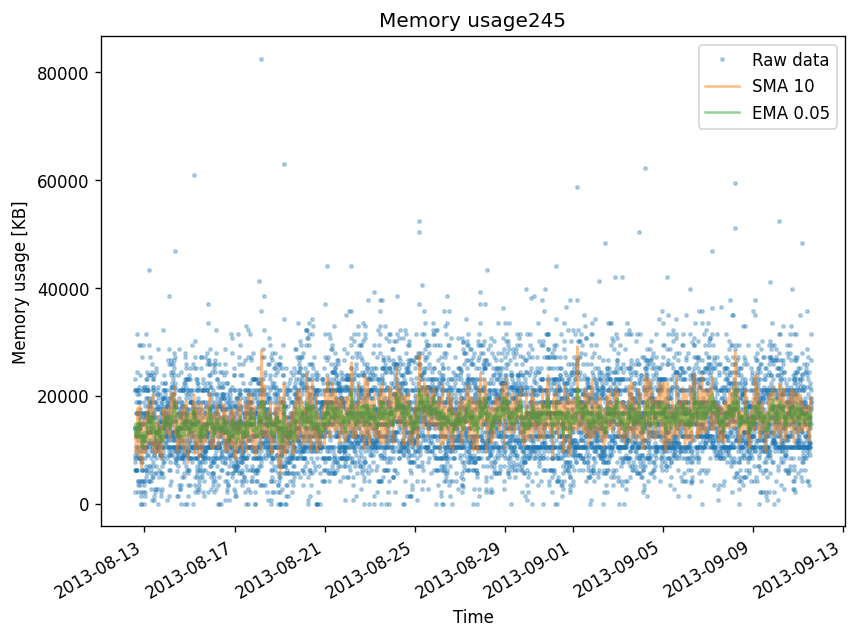 Memory usage245
Raw data
SMA 10
EMA 0.05
Memory usage [KB]
80000
60000
40000
20000
0
2013-08-13
2013-08-17
2013-08-21
2013-08-25
2013-08-29
2013-09-01
2013-09-05
2013-09-09
2013-09-13
Time